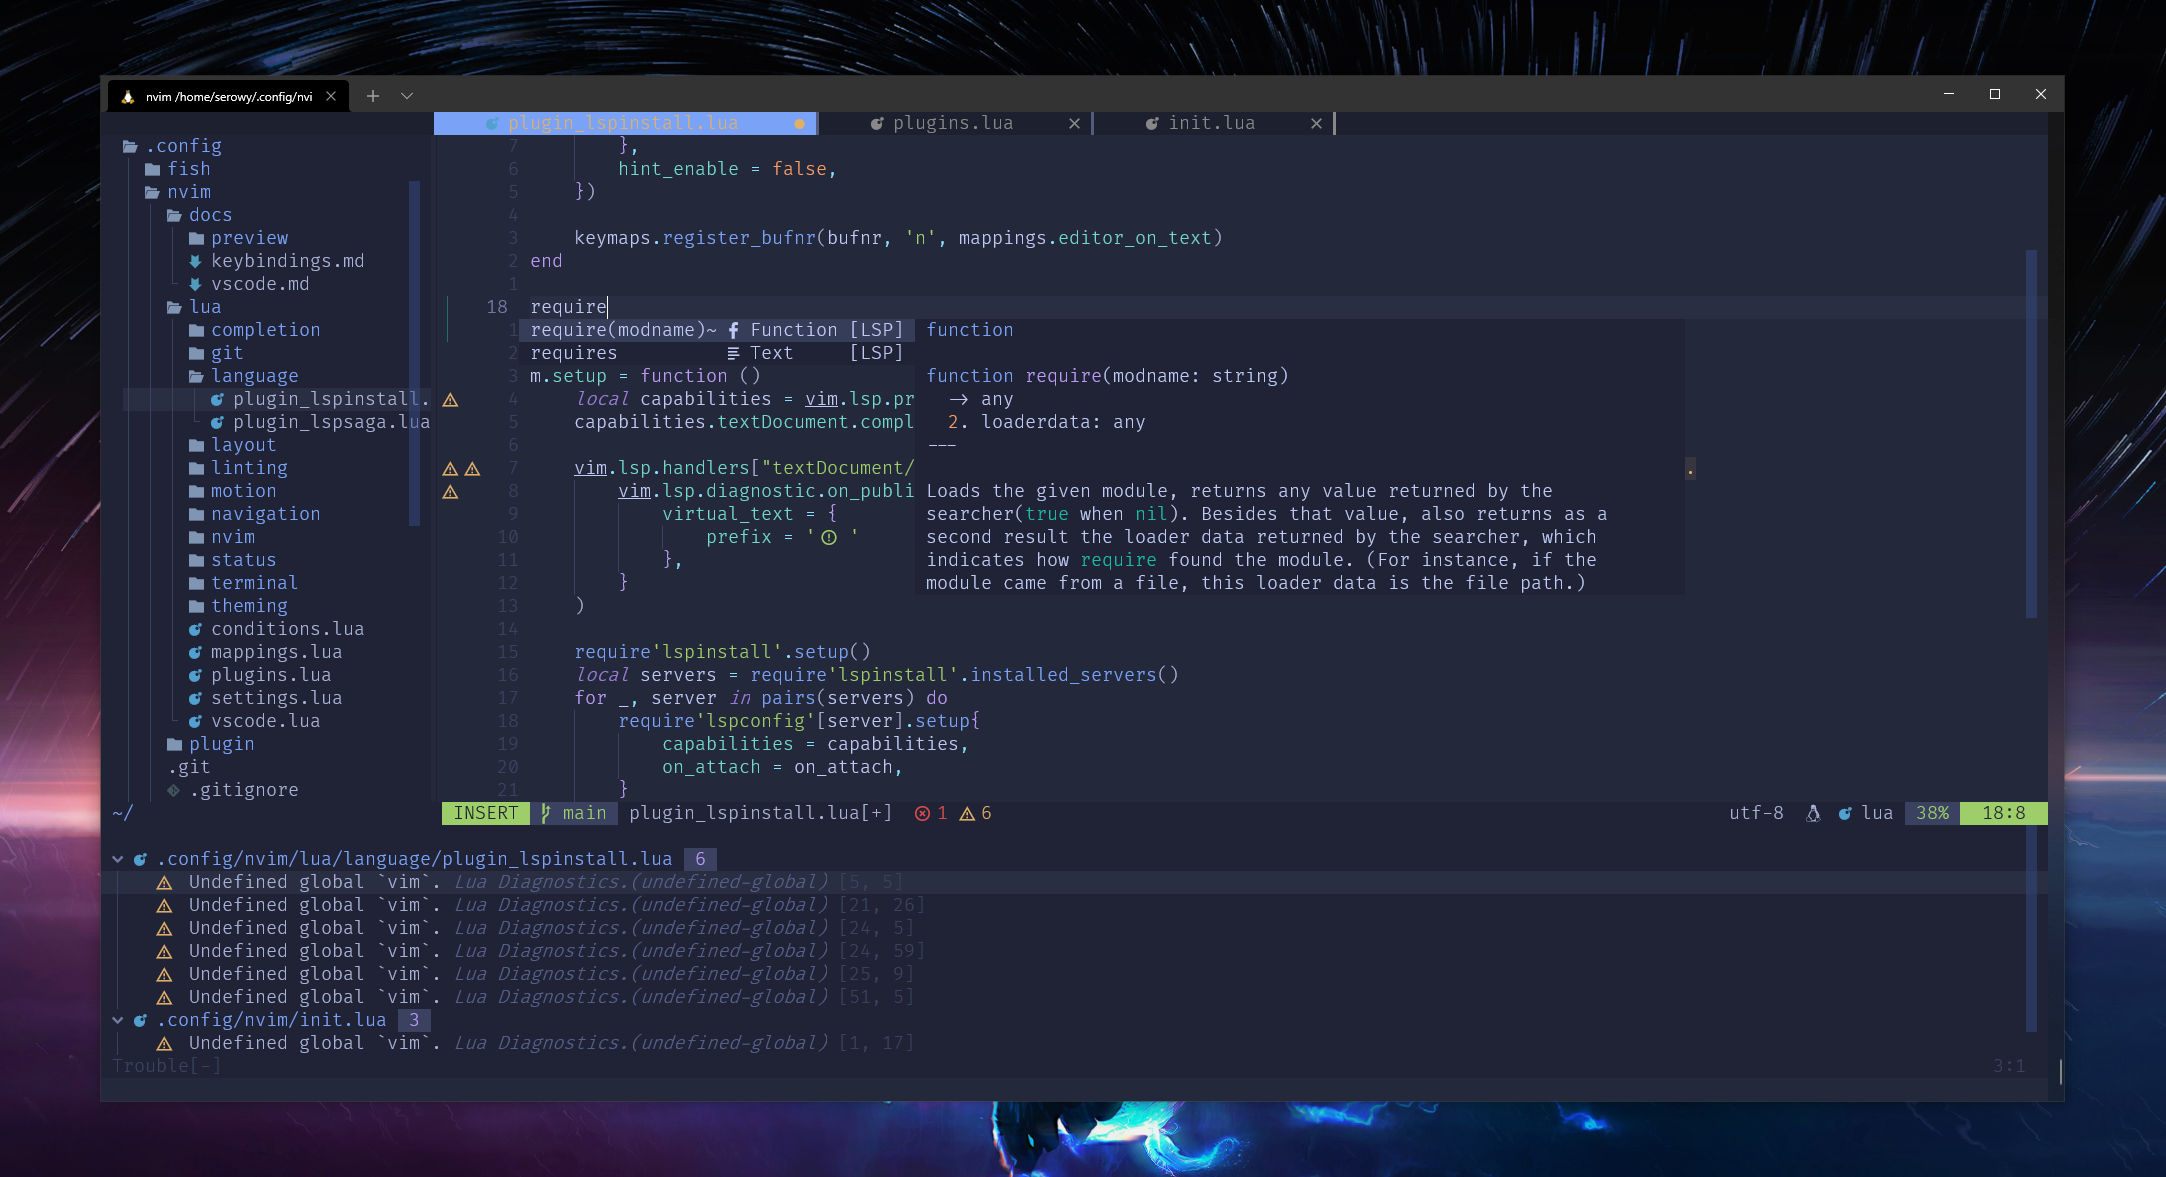 nvim /home/serowy/.config/nvi
plugin_lspinstall.lua
plugins.lua
init.lua
.config
fish
nvim
docs
preview
keybindings.md
vscode.md
lua
completion
git
language
plugin_lspinstall.
plugin_lspsaga.lua
layout
linting
motion
navigation
nvim
status
terminal
theming
conditions.lua
mappings.lua
plugins.lua
settings.lua
vscode.lua
plugin
.git
.gitignore
~/
7 },
6 hint_enable = false,
5 })
4
3 keymaps.register_bufnr(bufnr, 'n', mappings.editor_on_text)
2 end
1
18 require
1 require(modname)~ Function [LSP]
2 requires Text [LSP]
3 m.setup = function ()
4 local capabilities = vim.lsp.pr
5 capabilities.textDocument.compl
6
7 vim.lsp.handlers["textDocument/
8 vim.lsp.diagnostic.on_publi
9 virtual_text = {
10 prefix = ' '
11 },
12 }
13 )
14
15 require'lspinstall'.setup()
16 local servers = require'lspinstall'.installed_servers()
17 for _, server in pairs(servers) do
18 require'lspconfig'[server].setup{
19 capabilities = capabilities,
20 on_attach = on_attach,
21 }
function
function require(modname: string)
-> any
2. loaderdata: any
---
Loads the given module, returns any value returned by the
searcher(true when nil). Besides that value, also returns as a
second result the loader data returned by the searcher, which
indicates how require found the module. (For instance, if the
module came from a file, this loader data is the file path.)
.
INSERT main plugin_lspinstall.lua[+] 1 6 utf-8 lua 38% 18:8
.config/nvim/lua/language/plugin_lspinstall.lua 6
Undefined global `vim`. Lua Diagnostics.(undefined-global) [5, 5]
Undefined global `vim`. Lua Diagnostics.(undefined-global) [21, 26]
Undefined global `vim`. Lua Diagnostics.(undefined-global) [24, 5]
Undefined global `vim`. Lua Diagnostics.(undefined-global) [24, 59]
Undefined global `vim`. Lua Diagnostics.(undefined-global) [25, 9]
Undefined global `vim`. Lua Diagnostics.(undefined-global) [51, 5]
.config/nvim/init.lua 3
Undefined global `vim`. Lua Diagnostics.(undefined-global) [1, 17]
Trouble[-] 3:1